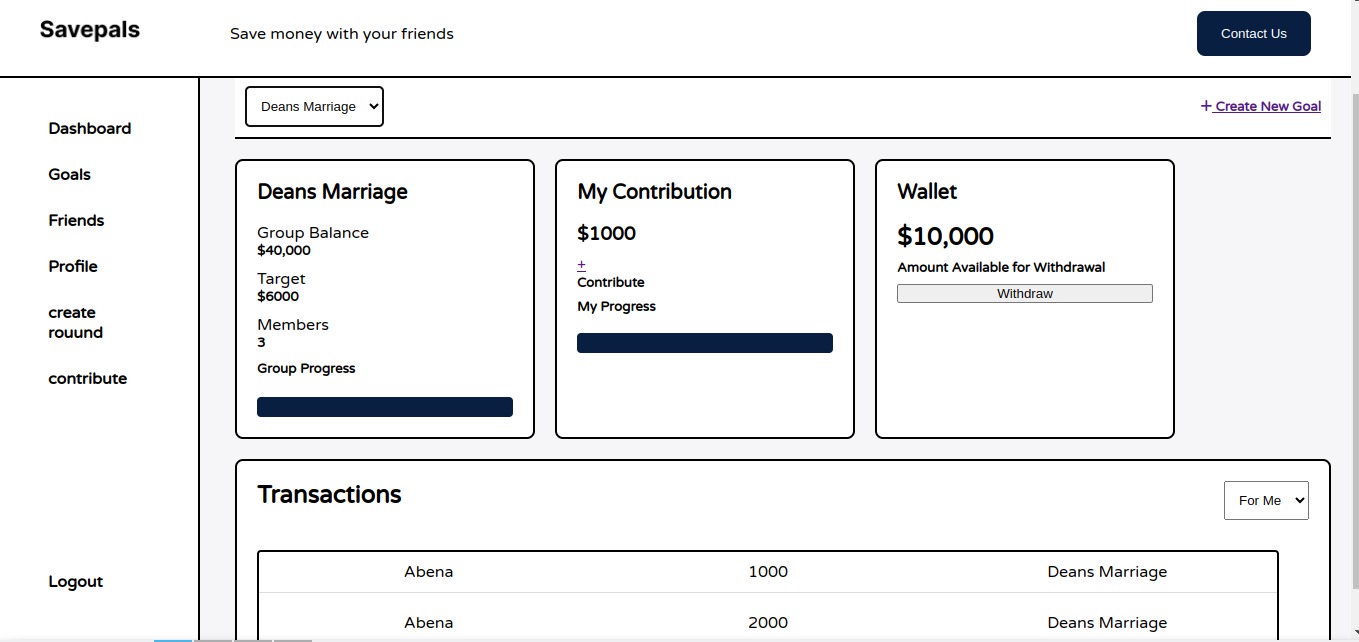 Savepals
Save money with your friends
Contact Us
Dashboard
Goals
Friends
Profile
create
rouund
contribute
Logout
Deans Marriage
+ Create New Goal
Deans Marriage
Group Balance
$40,000
Target
$6000
Members
3
Group Progress
My Contribution
$1000
+
Contribute
My Progress
Wallet
$10,000
Amount Available for Withdrawal
Withdraw
Transactions
For Me
Abena 1000 Deans Marriage
Abena 2000 Deans Marriage